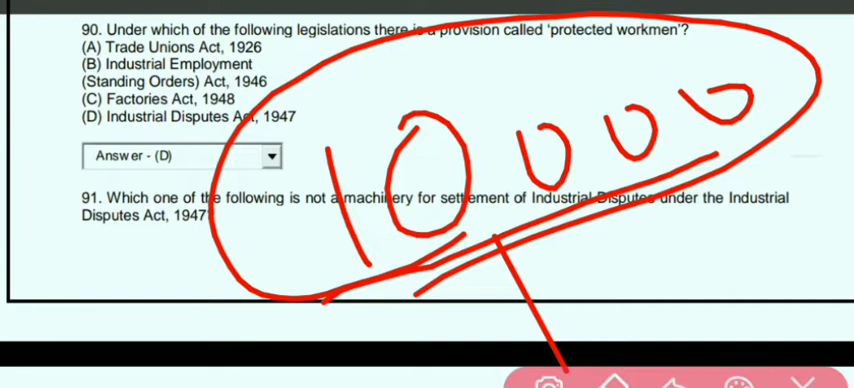 90. Under which of the following legislations there is a provision called 'protected workmen'?
(A) Trade Unions Act, 1926
(B) Industrial Employment
(Standing Orders) Act, 1946
(C) Factories Act, 1948
(D) Industrial Disputes Act, 1947
10000
Answer - (D)
91. Which one of the following is not a machinery for settlement of Industrial Disputes under the Industrial
Disputes Act, 1947?